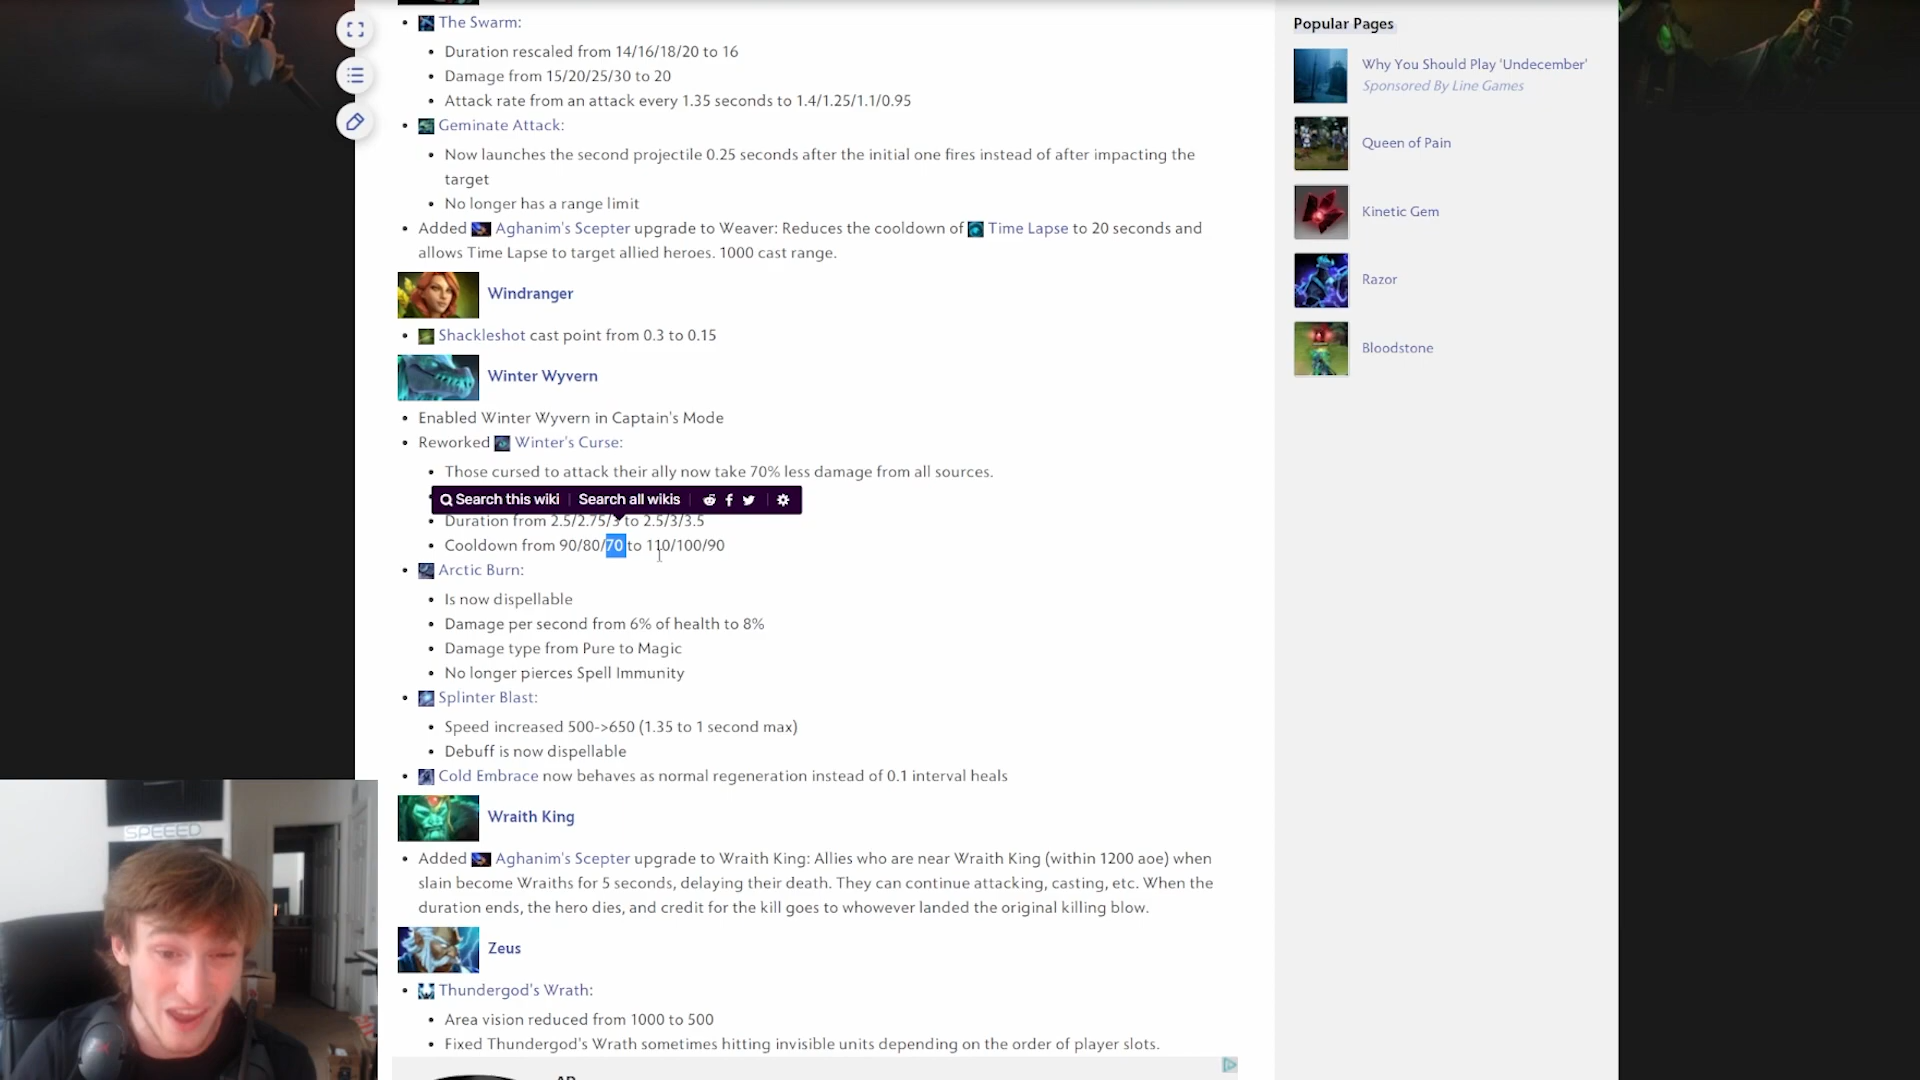 The Swarm:
Duration rescaled from 14/16/18/20 to 16
Damage from 15/20/25/30 to 20
Attack rate from an attack every 1.35 seconds to 1.4/1.25/1.1/0.95
Geminate Attack:
Now launches the second projectile 0.25 seconds after the initial one fires instead of after impacting the
target
No longer has a range limit
Added Aghanim's Scepter upgrade to Weaver: Reduces the cooldown of Time Lapse to 20 seconds and
allows Time Lapse to target allied heroes. 1000 cast range.
Windranger
Shackleshot cast point from 0.3 to 0.15
Winter Wyvern
Enabled Winter Wyvern in Captain's Mode
Reworked Winter's Curse:
Those cursed to attack their ally now take 70% less damage from all sources.
Search this wiki Search all wikis
Duration from 2.5/2.75/3 to 2.5/3/3.5
Cooldown from 90/80/70 to 110/100/90
Arctic Burn:
Is now dispellable
Damage per second from 6% of health to 8%
Damage type from Pure to Magic
No longer pierces Spell Immunity
Splinter Blast:
Speed increased 500->650 (1.35 to 1 second max)
Debuff is now dispellable
Cold Embrace now behaves as normal regeneration instead of 0.1 interval heals
Wraith King
Added Aghanim's Scepter upgrade to Wraith King: Allies who are near Wraith King (within 1200 aoe) when
slain become Wraiths for 5 seconds, delaying their death. They can continue attacking, casting, etc. When the
duration ends, the hero dies, and credit for the kill goes to whowever landed the original killing blow.
Zeus
Thundergod's Wrath:
Area vision reduced from 1000 to 500
Fixed Thundergod's Wrath sometimes hitting invisible units depending on the order of player slots.
Popular Pages
Why You Should Play 'Undecember'
Sponsored By Line Games
Queen of Pain
Kinetic Gem
Razor
Bloodstone
SPEEED